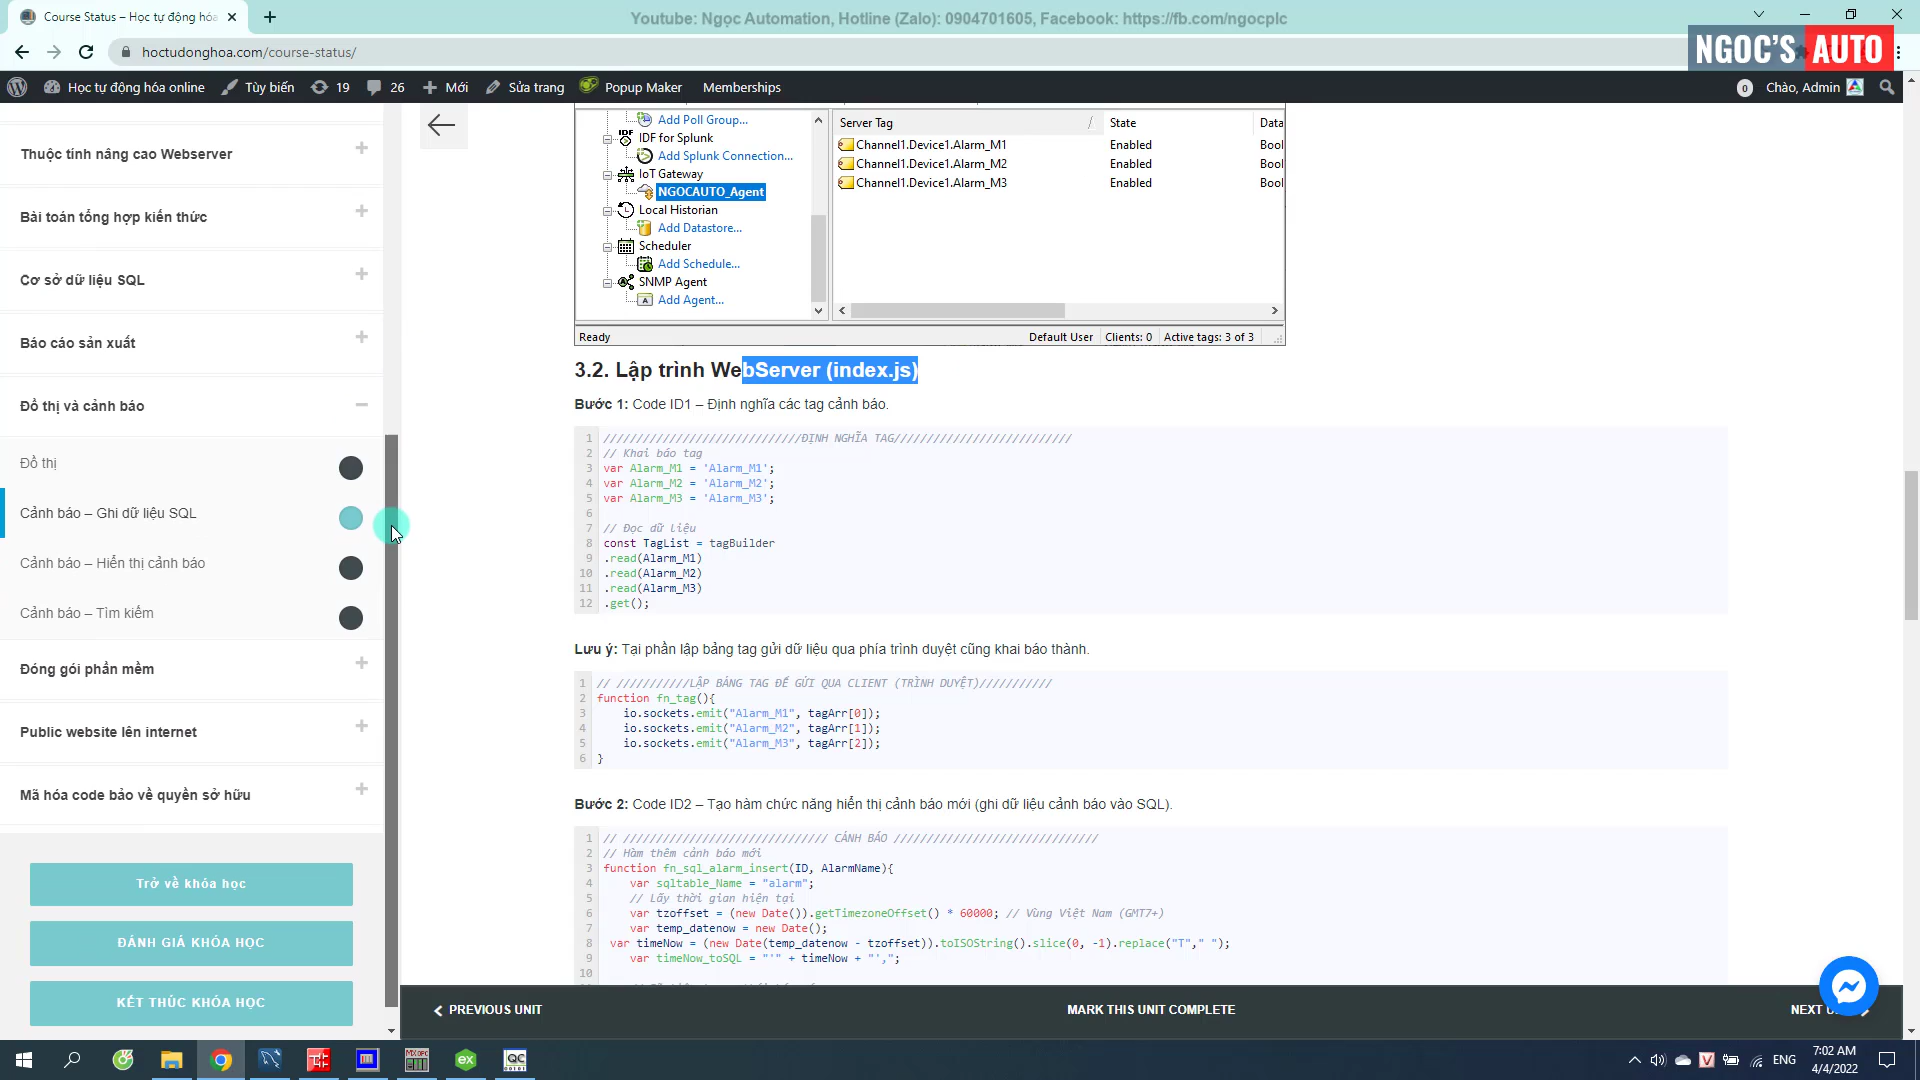 Course Status – Học tự động hóa
Youtube: Ngọc Automation, Hotline (Zalo): 0904701605, Facebook: https://fb.com/ngocplc
hoctudonghoa.com/course-status/
NGOC'S AUTO
Học tự động hóa online
Tùy biến
19
26
Mới
Sửa trang
Popup Maker
Memberships
0
Chào, Admin
Thuộc tính nâng cao Webserver
Bài toán tổng hợp kiến thức
Cơ sở dữ liệu SQL
Báo cáo sản xuất
Đồ thị và cảnh báo
Đồ thị
Cảnh báo – Ghi dữ liệu SQL
Cảnh báo – Hiển thị cảnh báo
Cảnh báo – Tìm kiếm
Đóng gói phần mềm
Public website lên internet
Mã hóa code bảo vê quyền sở hữu
Trở về khóa học
ĐÁNH GIÁ KHÓA HỌC
KẾT THÚC KHÓA HỌC
Add Poll Group...
IDF for Splunk
Add Splunk Connection...
IoT Gateway
NGOCAUTO_Agent
Local Historian
Add Datastore...
Scheduler
Add Schedule...
SNMP Agent
Add Agent...
Server Tag State Data
Channel1.Device1.Alarm_M1 Enabled Bool
Channel1.Device1.Alarm_M2 Enabled Bool
Channel1.Device1.Alarm_M3 Enabled Bool
Ready Default User Clients: 0 Active tags: 3 of 3
3.2. Lập trình WebServer (index.js)
Bước 1: Code ID1 – Định nghĩa các tag cảnh báo.
1 //////////////////////////////ĐỊNH NGHĨA TAG///////////////////////////
2 // Khai báo tag
3 var Alarm_M1 = 'Alarm_M1';
4 var Alarm_M2 = 'Alarm_M2';
5 var Alarm_M3 = 'Alarm_M3';
6
7 // Đọc dữ liệu
8 const TagList = tagBuilder
9 .read(Alarm_M1)
10 .read(Alarm_M2)
11 .read(Alarm_M3)
12 .get();
Lưu ý: Tại phần lập bảng tag gửi dữ liệu qua phía trình duyệt cũng khai báo thành.
1 // ///////////LẬP BẢNG TAG ĐỂ GỬI QUA CLIENT (TRÌNH DUYỆT)///////////
2 function fn_tag(){
3 io.sockets.emit("Alarm_M1", tagArr[0]);
4 io.sockets.emit("Alarm_M2", tagArr[1]);
5 io.sockets.emit("Alarm_M3", tagArr[2]);
6 }
Bước 2: Code ID2 – Tạo hàm chức năng hiển thị cảnh báo mới (ghi dữ liệu cảnh báo vào SQL).
1 // /////////////////////////////// CẢNH BÁO ///////////////////////////////
2 // Hàm thêm cảnh báo mới
3 function fn_sql_alarm_insert(ID, AlarmName){
4 var sqltable_Name = "alarm";
5 // Lấy thời gian hiện tại
6 var tzoffset = (new Date()).getTimezoneOffset() * 60000; // Vùng Việt Nam (GMT7+)
7 var temp_datenow = new Date();
8 var timeNow = (new Date(temp_datenow - tzoffset)).toISOString().slice(0, -1).replace("T"," ");
9 var timeNow_toSQL = "'" + timeNow + "',";
10
PREVIOUS UNIT
MARK THIS UNIT COMPLETE
NEXT U
ENG
7:02 AM
4/4/2022